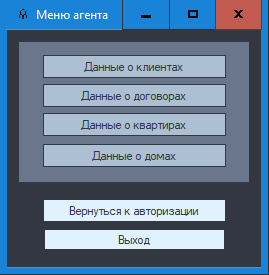 Меню агента
Данные о клиентах
Данные о договорах
Данные о квартирах
Данные о домах
Вернуться к авторизации
Выход